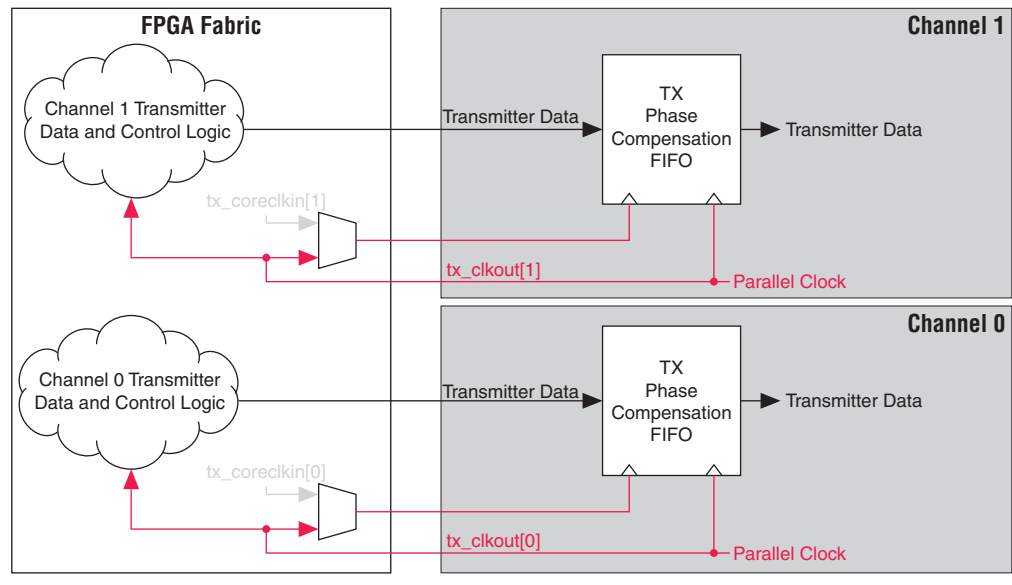 FPGA Fabric
Channel 1
Channel 1 Transmitter
Data and Control Logic
Transmitter Data
TX
Phase
Compensation
FIFO
Transmitter Data
tx_coreclkin[1]
tx_clkout[1]
Parallel Clock
Channel 0
Channel 0 Transmitter
Data and Control Logic
Transmitter Data
TX
Phase
Compensation
FIFO
Transmitter Data
tx_coreclkin[0]
tx_clkout[0]
Parallel Clock